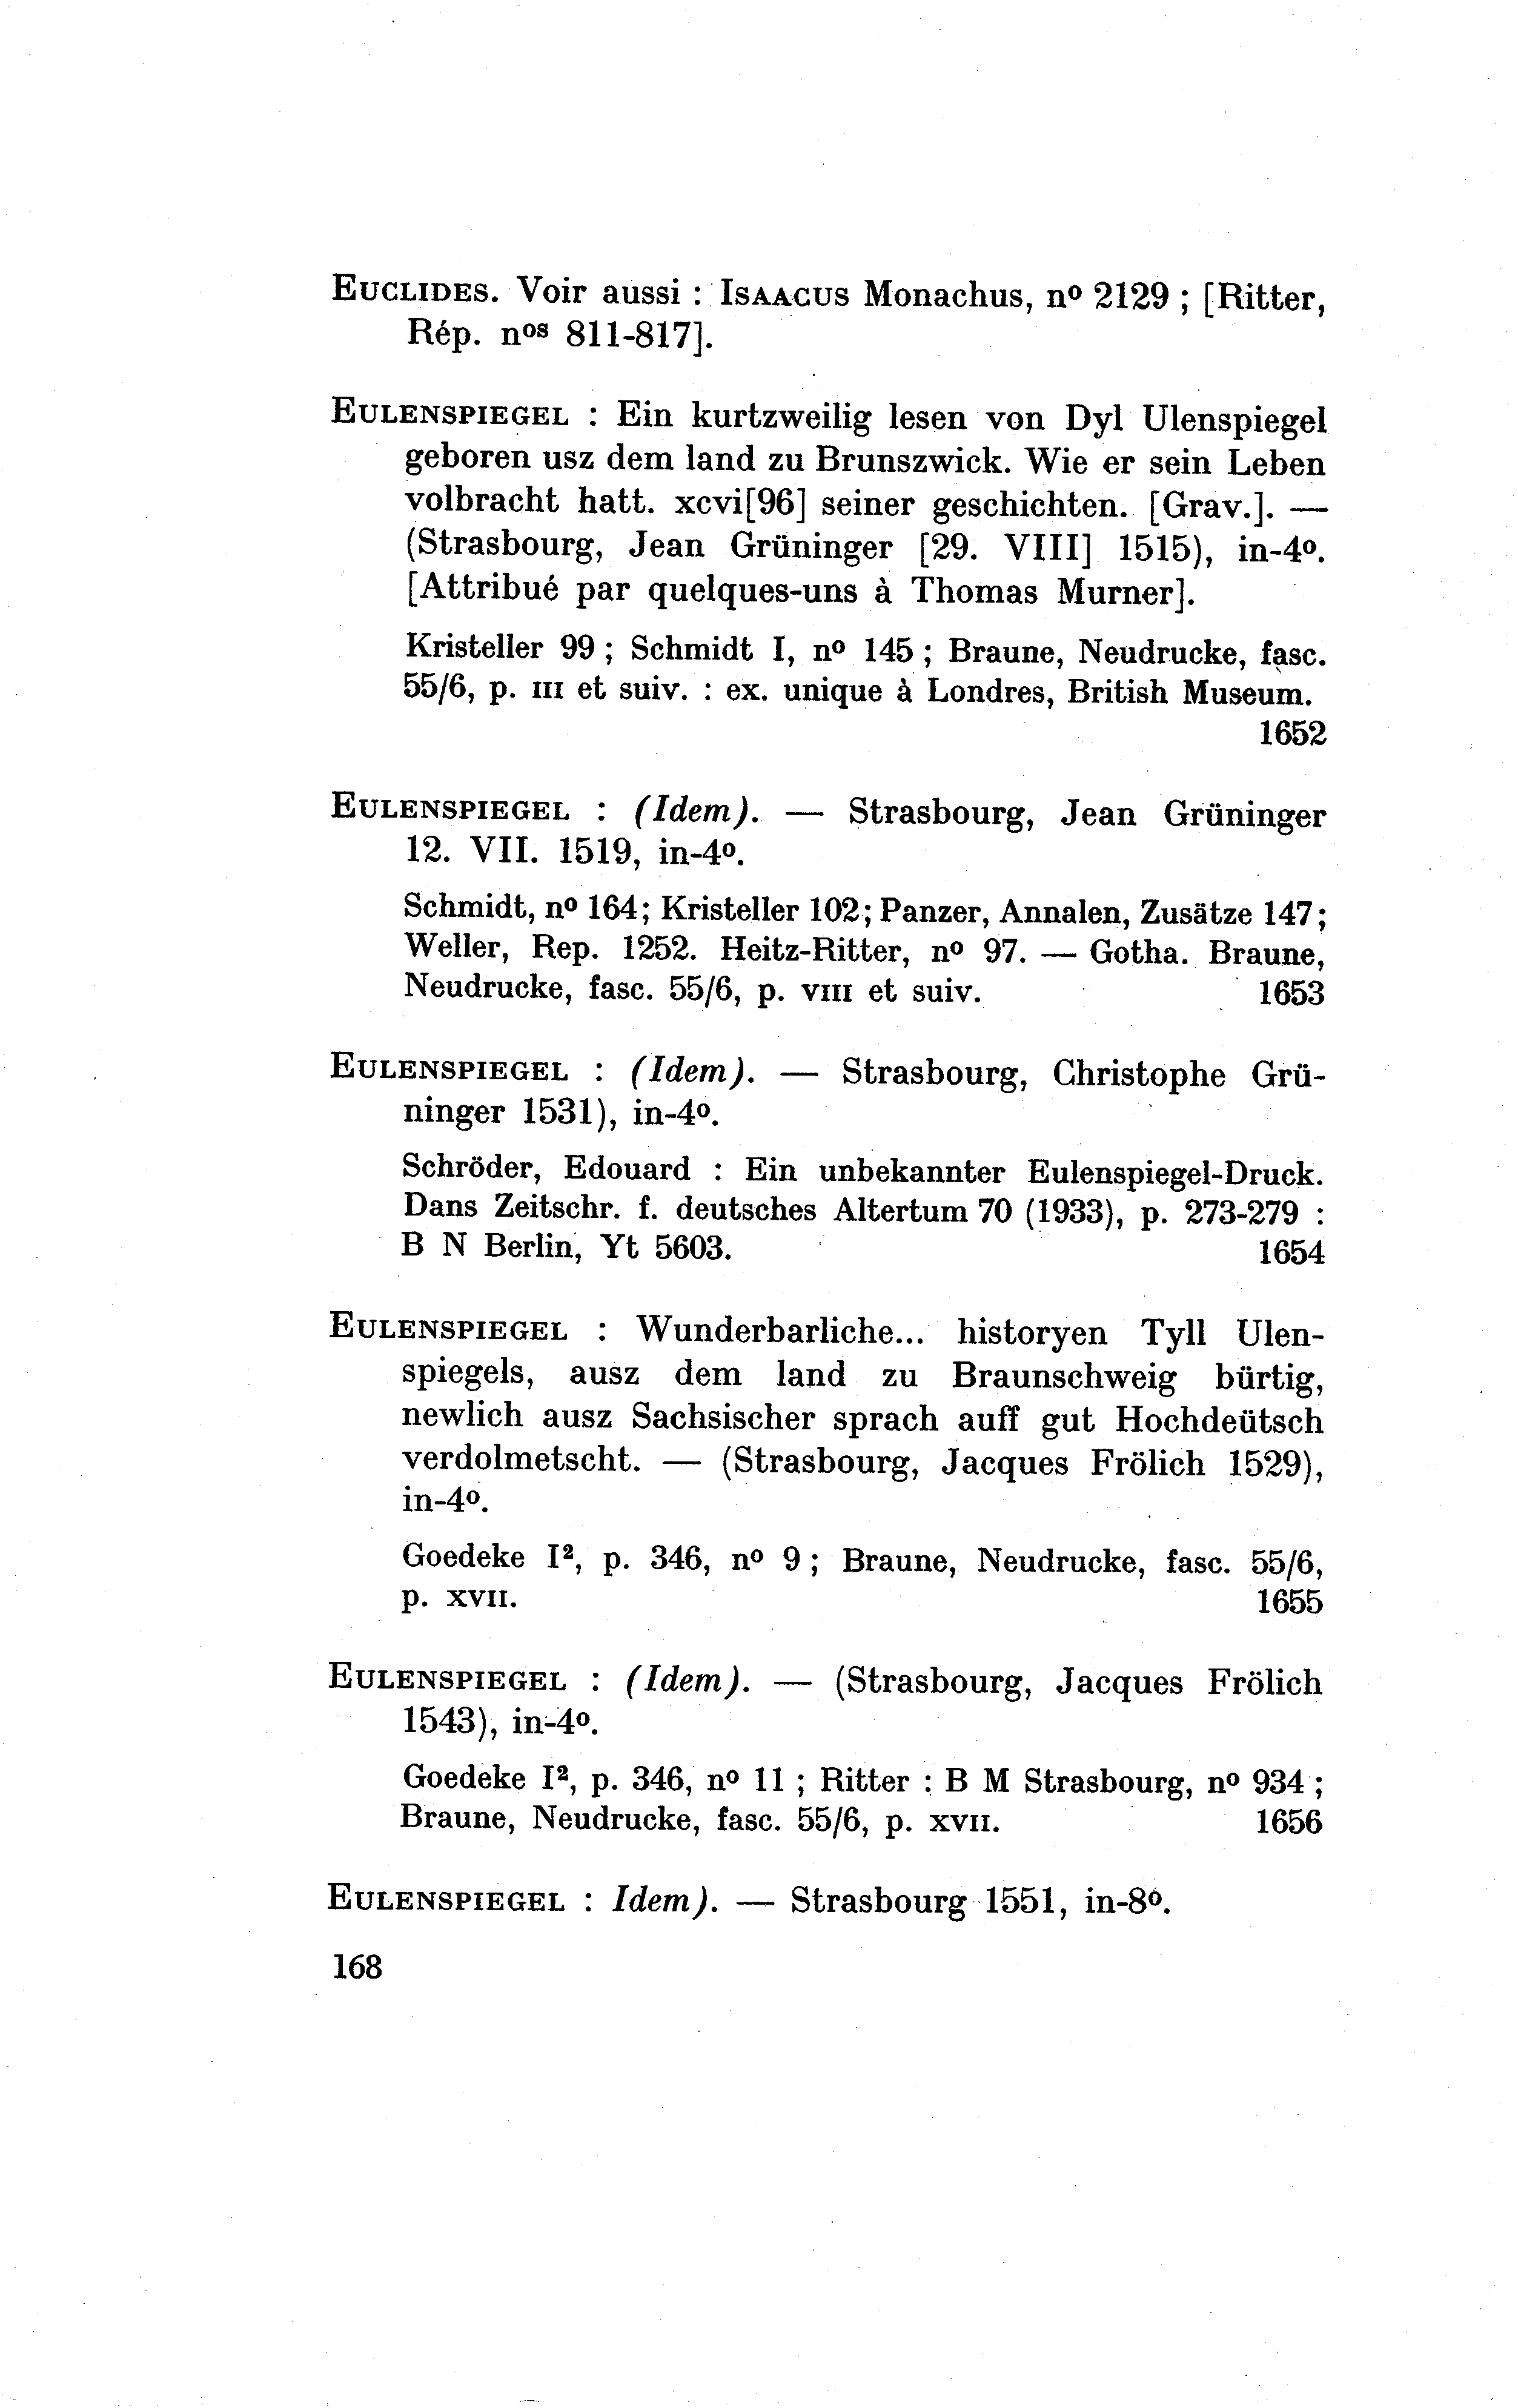 EUCLIDES. Voir aussi : ISAACUS Monachus, nº 2129 ; [Ritter,
Rép. nos 811-817].
EULENSPIEGEL : Ein kurtzweilig lesen von Dyl Ulenspiegel
geboren usz dem land zu Brunszwick. Wie er sein Leben
volbracht hatt. xcvi[96] seiner geschichten. [Grav.]. —
(Strasbourg, Jean Grüninger [29. VIII] 1515), in-4º.
[Attribué par quelques-uns à Thomas Murner].
Kristeller 99 ; Schmidt I, nº 145 ; Braune, Neudrucke, fasc.
55/6, p. III et suiv. : ex. unique à Londres, British Museum.
1652
EULENSPIEGEL : (Idem). — Strasbourg, Jean Grüninger
12. VII. 1519, in-4º.
Schmidt, nº 164; Kristeller 102; Panzer, Annalen, Zusätze 147;
Weller, Rep. 1252. Heitz-Ritter, nº 97. — Gotha. Braune,
Neudrucke, fasc. 55/6, p. VIII et suiv. 1653
EULENSPIEGEL : (Idem). — Strasbourg, Christophe Grü-
ninger 1531), in-4º.
Schröder, Edouard : Ein unbekannter Eulenspiegel-Druck.
Dans Zeitschr. f. deutsches Altertum 70 (1933), p. 273-279 :
B N Berlin, Yt 5603. 1654
EULENSPIEGEL : Wunderbarliche... historyen Tyll Ulen-
spiegels, ausz dem land zu Braunschweig bürtig,
newlich ausz Sachsischer sprach auff gut Hochdeütsch
verdolmetscht. — (Strasbourg, Jacques Frölich 1529),
in-4º.
Goedeke I², p. 346, nº 9 ; Braune, Neudrucke, fasc. 55/6,
p. XVII. 1655
EULENSPIEGEL : (Idem). — (Strasbourg, Jacques Frölich
1543), in-4º.
Goedeke I², p. 346, nº 11 ; Ritter : B M Strasbourg, nº 934 ;
Braune, Neudrucke, fasc. 55/6, p. XVII. 1656
EULENSPIEGEL : Idem). — Strasbourg 1551, in-8º.
168